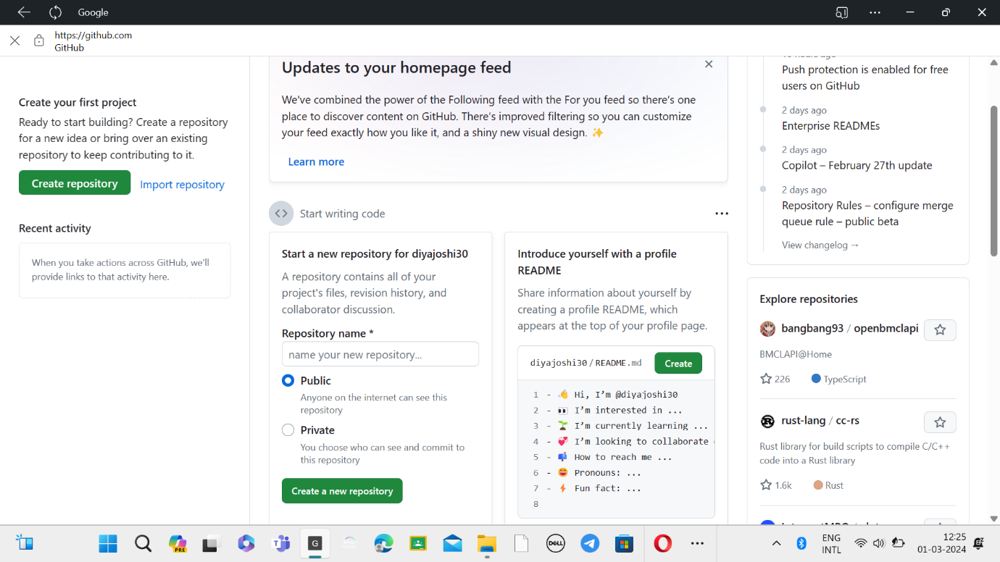 Google
https://github.com
GitHub
Create your first project
Ready to start building? Create a repository
for a new idea or bring over an existing
repository to keep contributing to it.
Create repository
Import repository
Recent activity
When you take actions across GitHub, we'll
provide links to that activity here.
Updates to your homepage feed
We've combined the power of the Following feed with the For you feed so there's one
place to discover content on GitHub. There's improved filtering so you can customize
your feed exactly how you like it, and a shiny new visual design. ✨
Learn more
Start writing code
Start a new repository for diyajoshi30
A repository contains all of your
project's files, revision history, and
collaborator discussion.
Repository name *
name your new repository...
Public
Anyone on the internet can see this
repository
Private
You choose who can see and commit to
this repository
Create a new repository
Introduce yourself with a profile
README
Share information about yourself by
creating a profile README, which
appears at the top of your profile page.
diyajoshi30/README.md
Create
1 - 👋 Hi, I'm @diyajoshi30
2 - 👀 I'm interested in ...
3 - 🌱 I'm currently learning ...
4 - 💞️ I'm looking to collaborate
5 - 📫 How to reach me ...
6 - 😄 Pronouns: ...
7 - ⚡ Fun fact: ...
8
Push protection is enabled for free
users on GitHub
2 days ago
Enterprise READMEs
2 days ago
Copilot – February 27th update
2 days ago
Repository Rules – configure merge
queue rule – public beta
View changelog →
Explore repositories
bangbang93 / openbmclapi
BMCLAPI@Home
226
TypeScript
rust-lang / cc-rs
Rust library for build scripts to compile C/C++
code into a Rust library
1.6k
Rust
PRE
G
DELL
ENG
INTL
12:25
01-03-2024